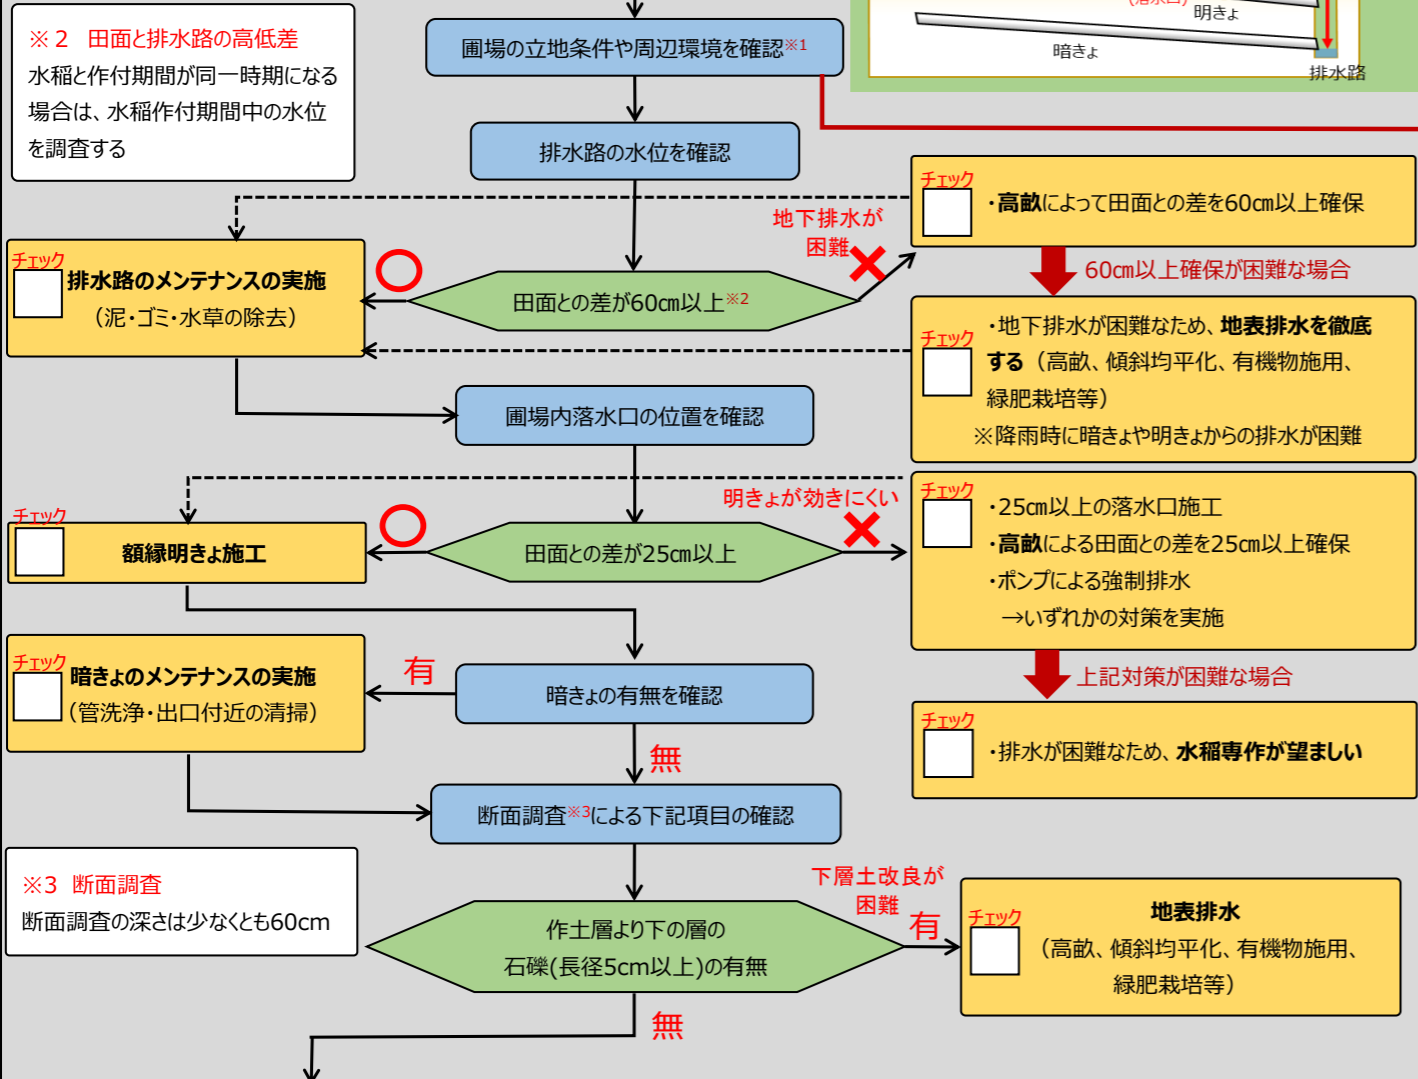 ※２ 田面と排水路の高低差
水稲と作付期間が同一時期になる
場合は、水稲作付期間中の水位
を調査する
圃場の立地条件や周辺環境を確認※1
明きょ
暗きょ
排水路
排水路の水位を確認
地下排水が
困難
チェック
・高畝によって田面との差を60㎝以上確保
60㎝以上確保が困難な場合
チェック
排水路のメンテナンスの実施
（泥・ゴミ・水草の除去）
田面との差が60㎝以上※2
チェック
・地下排水が困難なため、地表排水を徹底
する（高畝、傾斜均平化、有機物施用、
緑肥栽培等）
※降雨時に暗きょや明きょからの排水が困難
圃場内落水口の位置を確認
明きょが効きにくい
チェック
額縁明きょ施工
田面との差が25㎝以上
チェック
・25㎝以上の落水口施工
・高畝による田面との差を25㎝以上確保
・ポンプによる強制排水
→いずれかの対策を実施
上記対策が困難な場合
チェック
暗きょのメンテナンスの実施
（管洗浄・出口付近の清掃）
有
暗きょの有無を確認
無
チェック
・排水が困難なため、水稲専作が望ましい
断面調査※3による下記項目の確認
※3 断面調査
断面調査の深さは少なくとも60cm
下層土改良が
困難
有
作土層より下の層の
石礫(長径5cm以上)の有無
チェック
地表排水
（高畝、傾斜均平化、有機物施用、
緑肥栽培等）
無